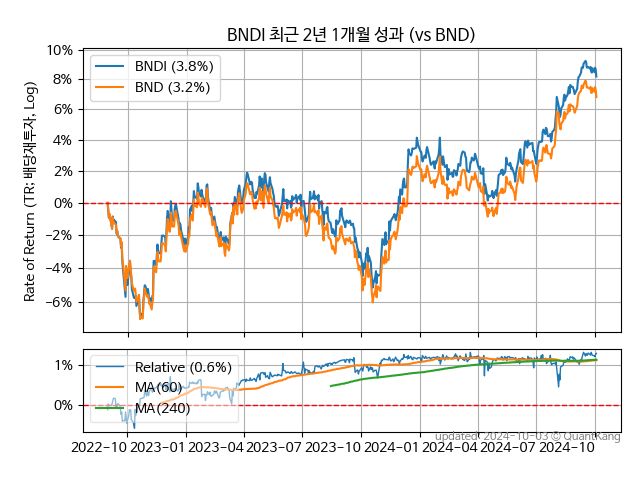 BNDI 최근 2년 1개월 성과 (vs BND)
Rate of Return (TR: 배당재투자, Log)
10%
8%
6%
4%
2%
0%
−2%
−4%
−6%
BNDI (3.8%)
BND (3.2%)
1%
0%
Relative (0.6%)
MA(60)
MA(240)
updated: 2024-10-03 © QuantKang
2022−10 2023−01 2023−04 2023−07 2023−10 2024−01 2024−04 2024−07 2024−10